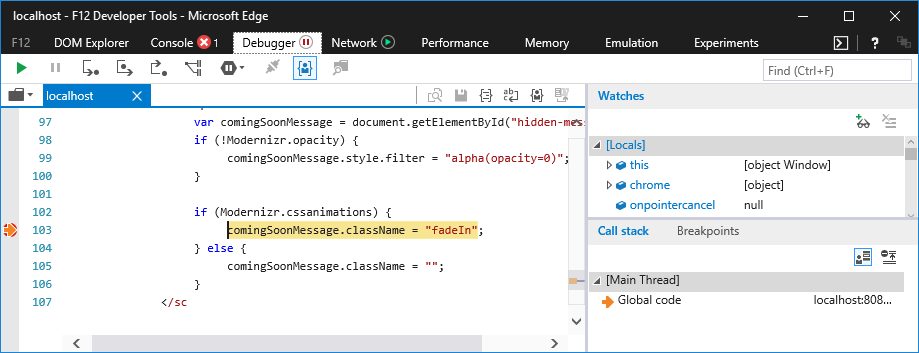 localhost - F12 Developer Tools - Microsoft Edge
F12 DOM Explorer Console 1 Debugger Network Performance Memory Emulation Experiments ?
Find (Ctrl+F)
localhost
Watches
97 var comingSoonMessage = document.getElementById("hidden-mes
98 if (!Modernizr.opacity) {
99 comingSoonMessage.style.filter = "alpha(opacity=0)";
100 }
101
102 if (Modernizr.cssanimations) {
103 comingSoonMessage.className = "fadeIn";
104 } else {
105 comingSoonMessage.className = "";
106 }
107 </sc
[Locals]
this [object Window]
chrome [object]
onpointercancel null
Call stack Breakpoints
[Main Thread]
Global code localhost:808...